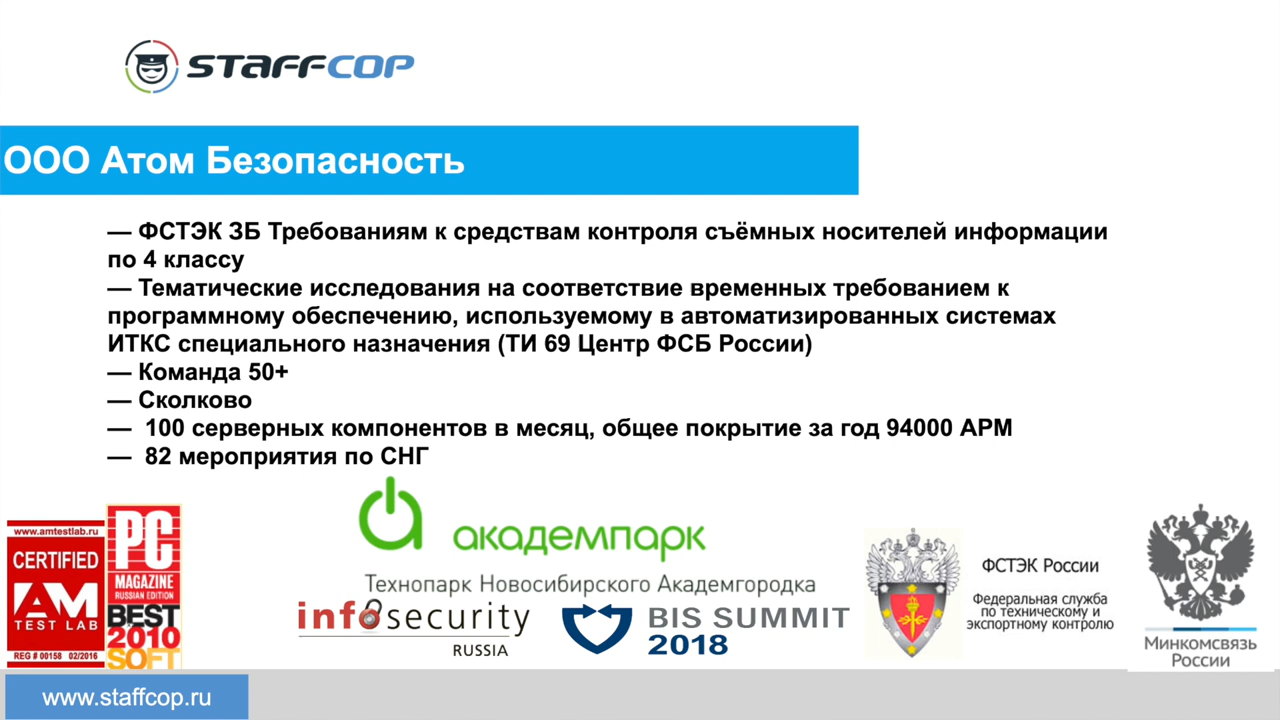 STAFFCOP
ООО Атом Безопасность
— ФСТЭК ЗБ Требованиям к средствам контроля съёмных носителей информации
по 4 классу
— Тематические исследования на соответствие временных требованием к
программному обеспечению, используемому в автоматизированных системах
ИТКС специального назначения (ТИ 69 Центр ФСБ России)
— Команда 50+
— Сколково
— 100 серверных компонентов в месяц, общее покрытие за год 94000 АРМ
— 82 мероприятия по СНГ
www.amtestlab.ru
CERTIFIED
AM
TEST LAB
REG # 00158 02/2016
PC
MAGAZINE
RUSSIAN EDITION
BEST
2010
SOFT
академпарк
Технопарк Новосибирского Академгородка
infosecurity
RUSSIA
BIS SUMMIT
2018
ФСТЭК России
Федеральная служба
по техническому и
экспортному контролю
Минкомсвязь
России
www.staffcop.ru